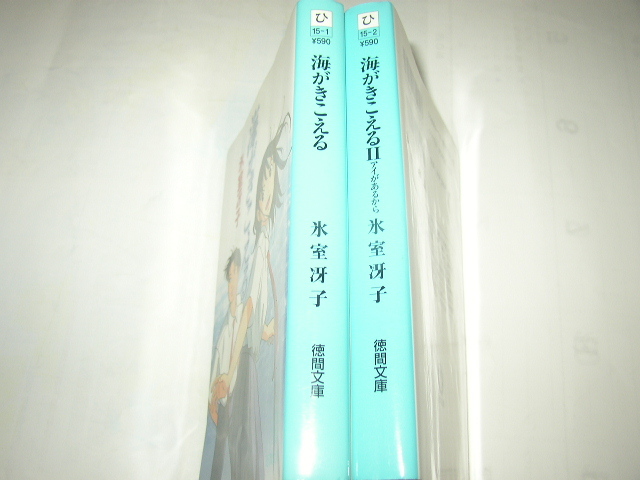 ひ
15-1
¥590
海がきこえる
氷室冴子
徳間文庫
ひ
15-2
¥590
海がきこえるII
アイがあるから
氷室冴子
徳間文庫